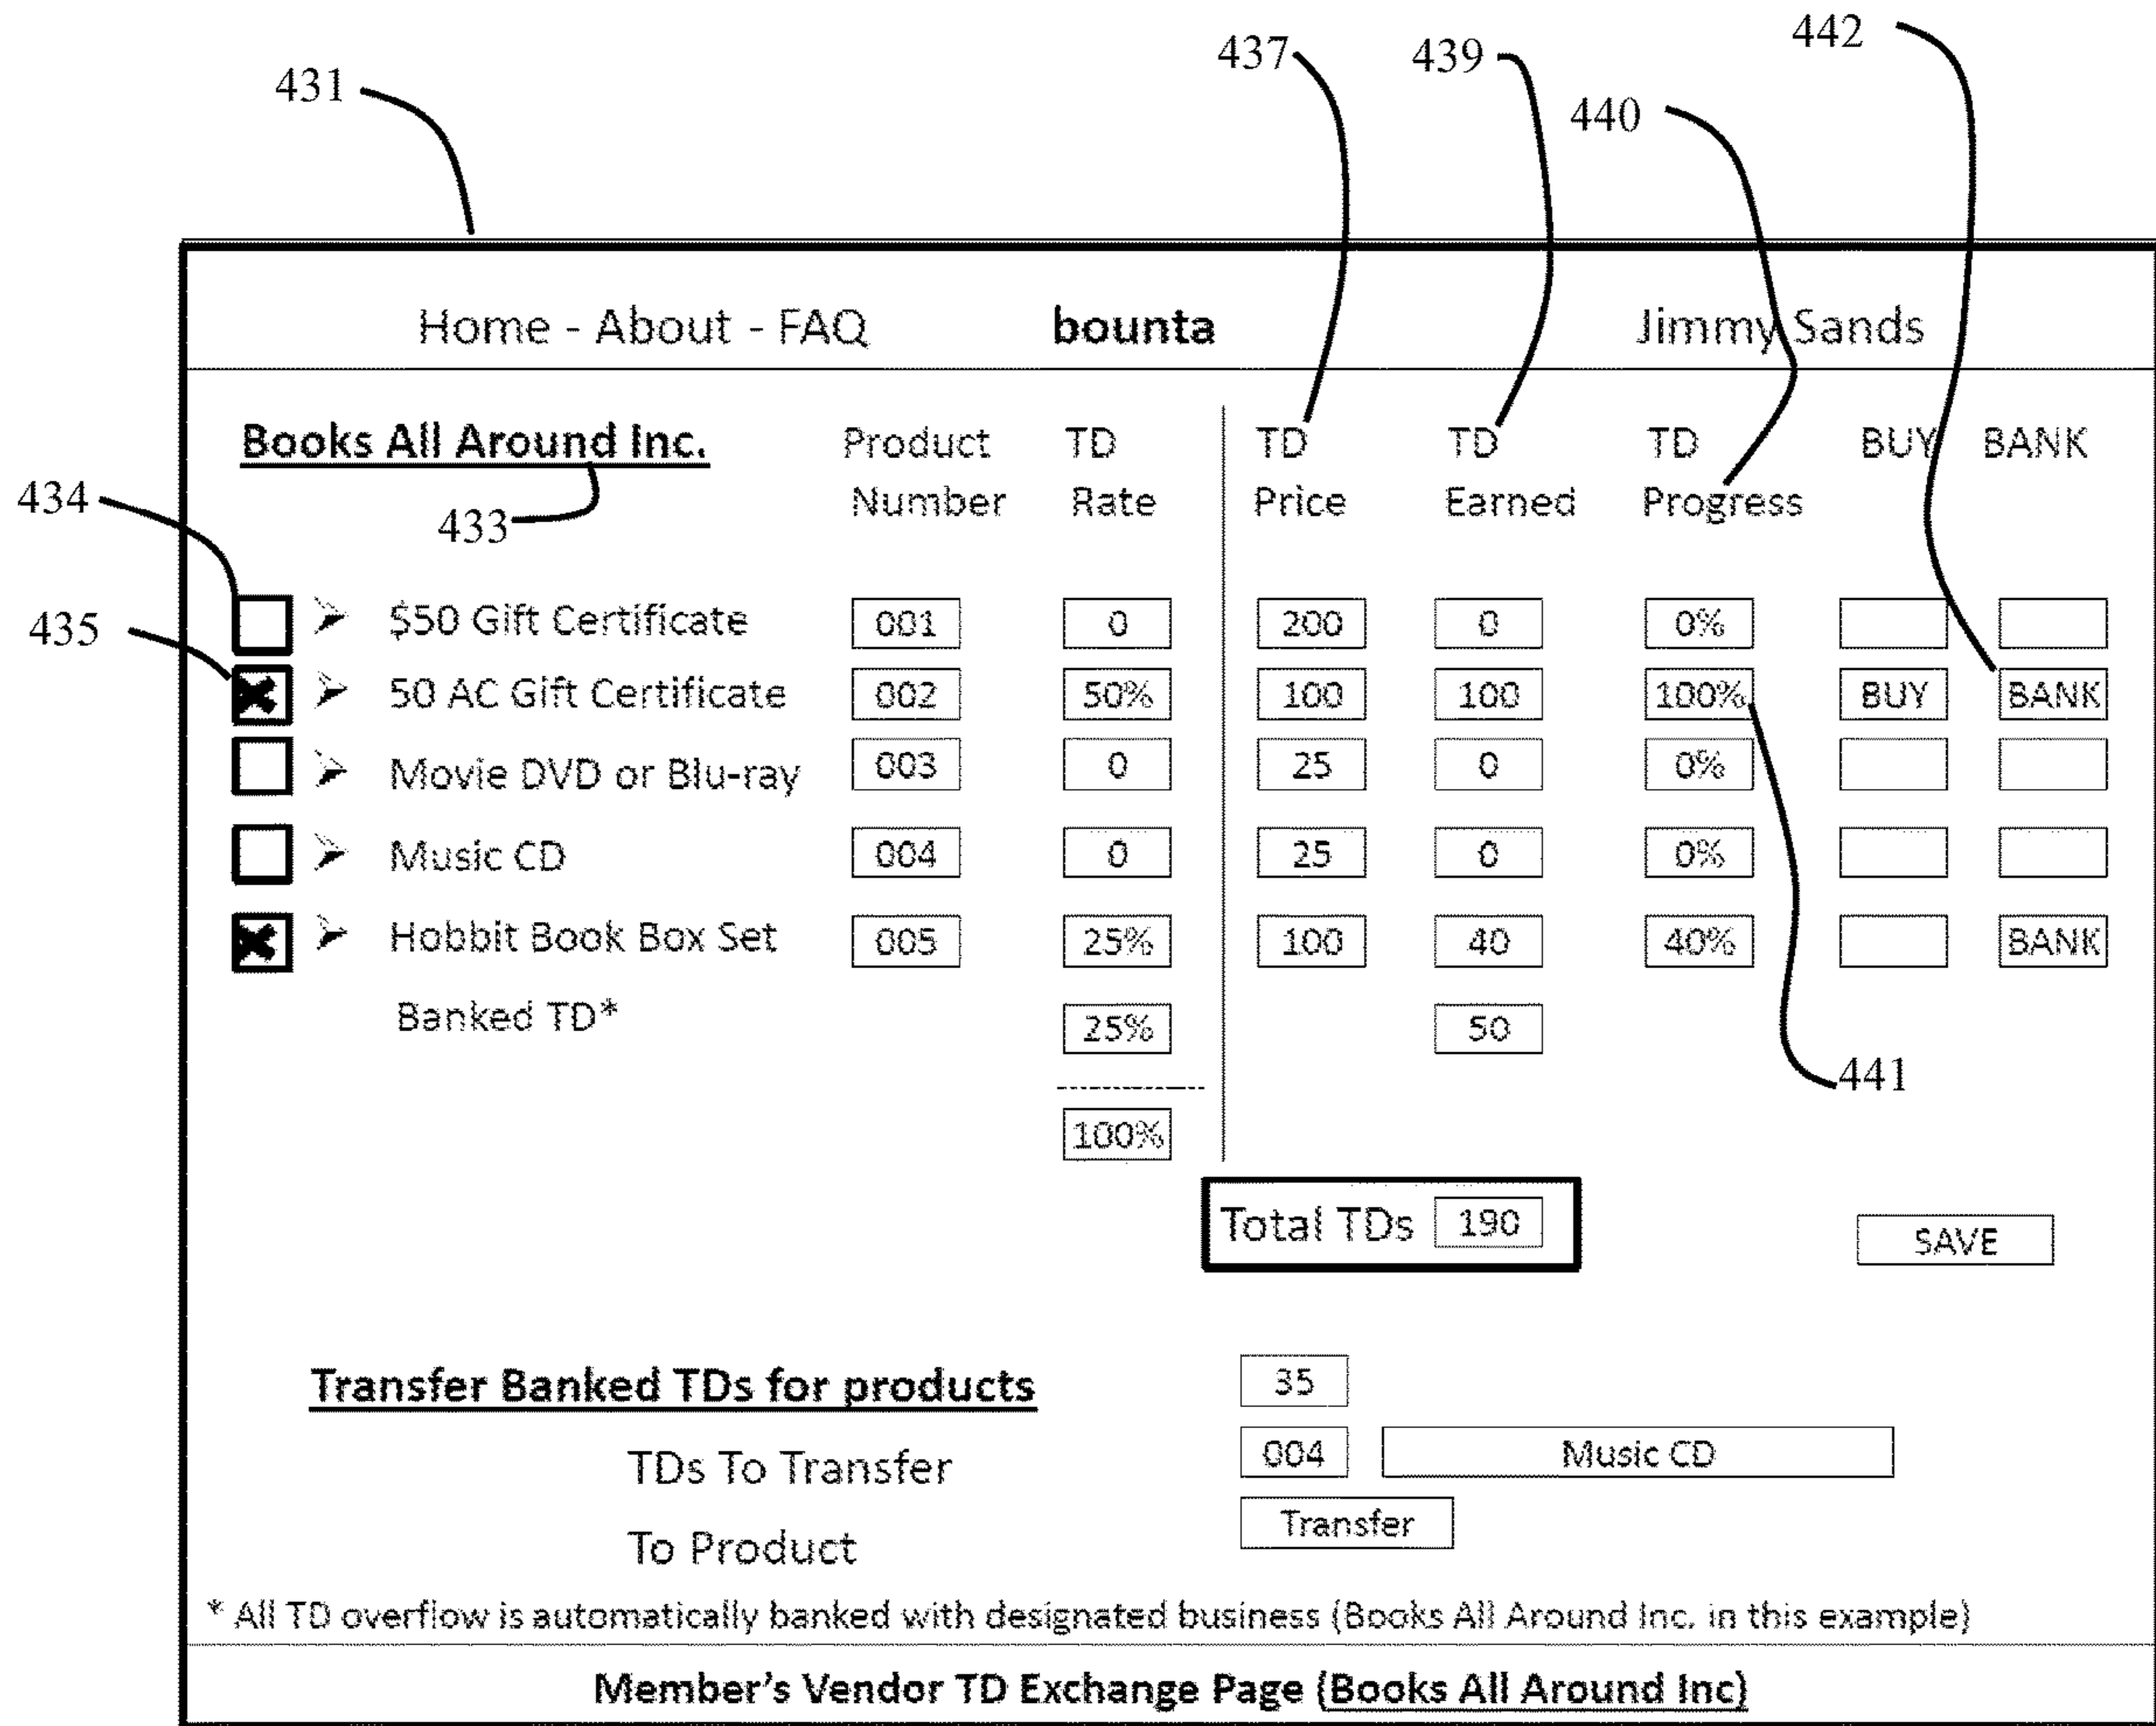 442
437
439
431
440
Home - About - FAQ bounta Jimmy Sands
Books All Around Inc. Product TD TD TD TD BUY BANK
Number Rate Price Earned Progress
434
433
$50 Gift Certificate 001 0 200 0 0%
435
50 AC Gift Certificate 002 50% 100 100 100% BUY BANK
Movie DVD or Blu-ray 003 0 25 0 0%
Music CD 004 0 25 0 0%
Hobbit Book Box Set 005 25% 100 40 40% BANK
Banked TD* 25% 50
441
100%
Total TDs 190 SAVE
Transfer Banked TDs for products 35
TDs To Transfer 004 Music CD
To Product Transfer
* All TD overflow is automatically banked with designated business (Books All Around Inc. in this example)
Member's Vendor TD Exchange Page (Books All Around Inc)